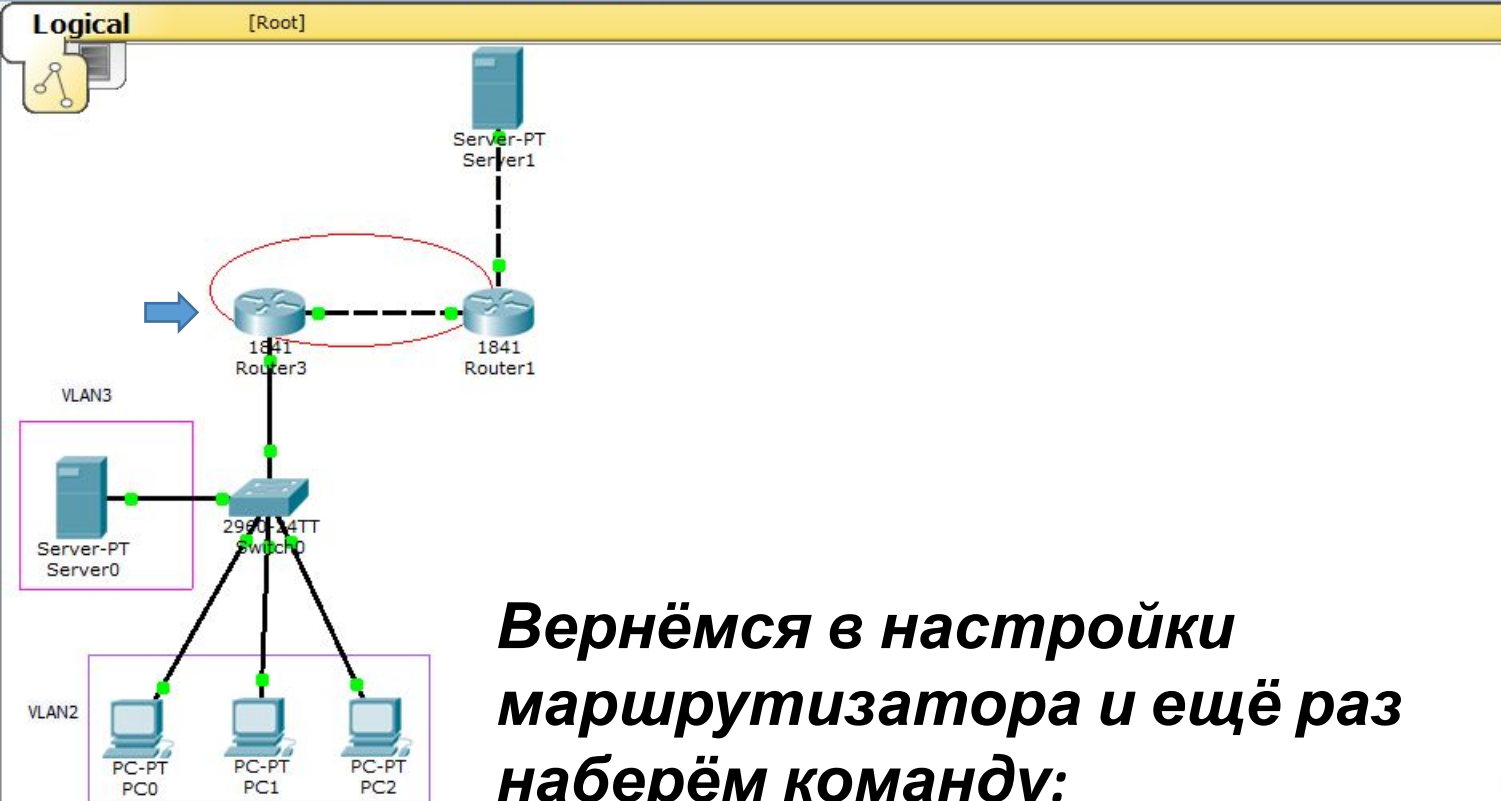 Logical [Root]
Server-PT
Server1
1841
Router3
1841
Router1
VLAN3
2960-24TT
Switch0
Server-PT
Server0
VLAN2
PC-PT
PC0
PC-PT
PC1
PC-PT
PC2
Вернёмся в настройки
маршрутизатора и ещё раз
наберём команду: